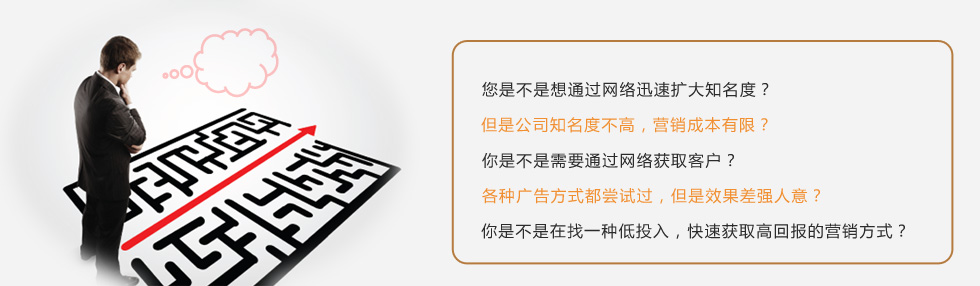 您是不是想通过网络迅速扩大知名度？
但是公司知名度不高，营销成本有限？
你是不是需要通过网络获取客户？
各种广告方式都尝试过，但是效果差强人意？
你是不是在找一种低投入，快速获取高回报的营销方式？